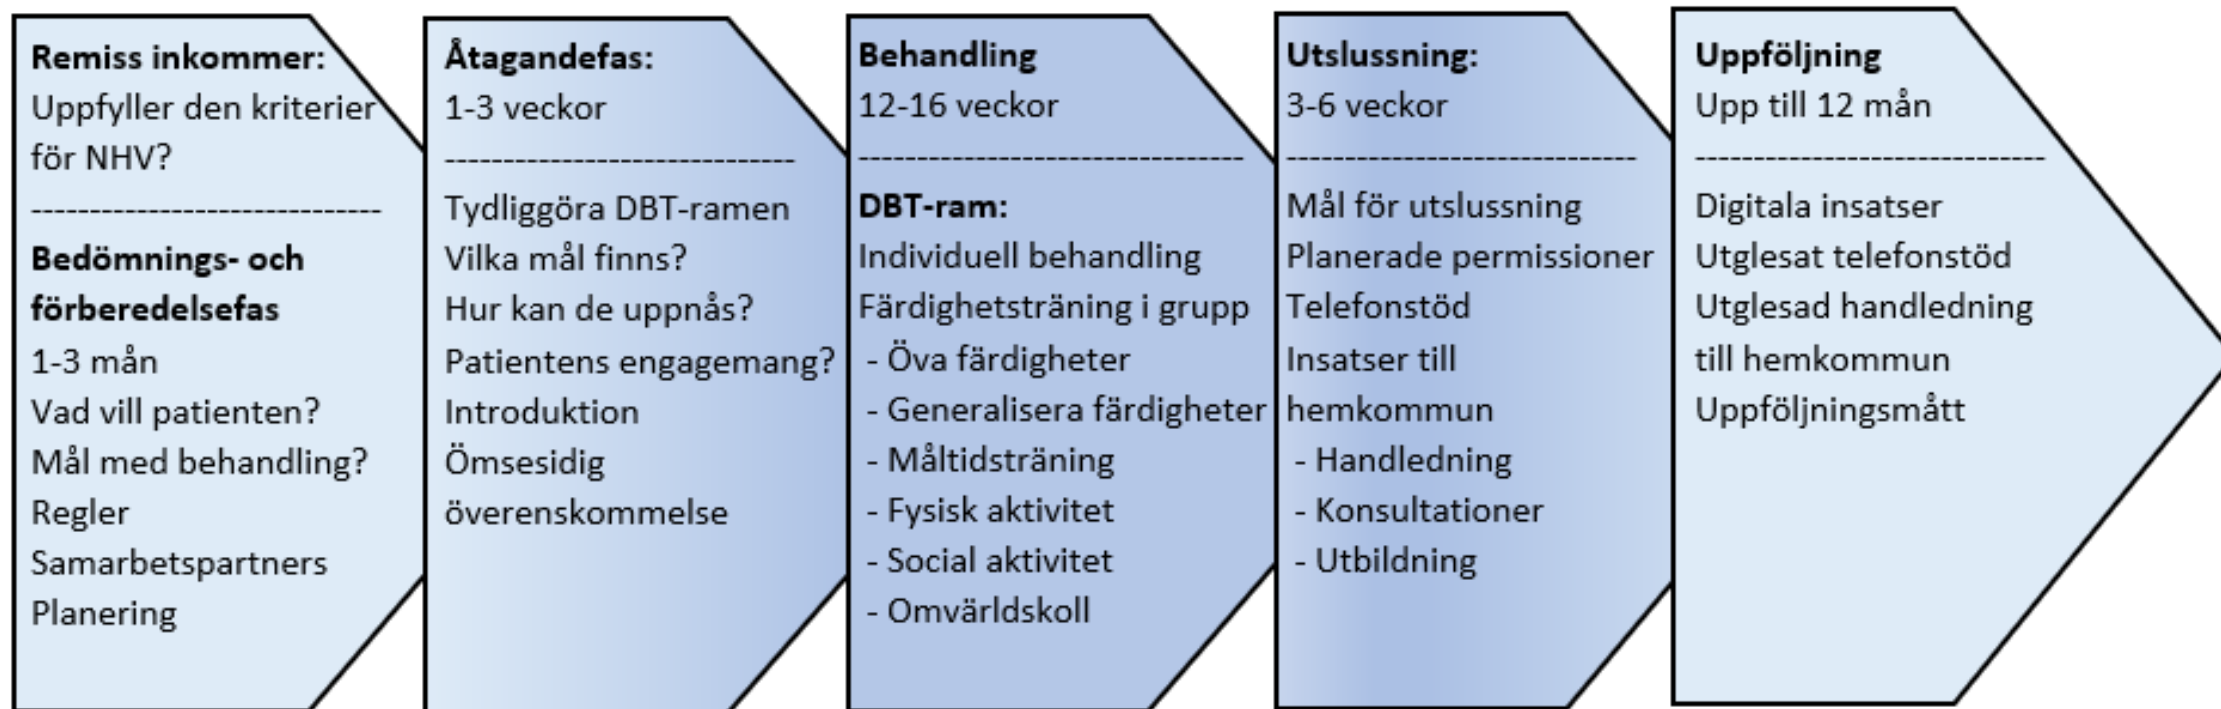 Remiss inkommer:
Uppfyller den kriterier
för NHV?
------------------------------
Bedömnings- och
förberedelsefas
1-3 mån
Vad vill patienten?
Mål med behandling?
Regler
Samarbetspartners
Planering
Åtagandefas:
1-3 veckor
------------------------------
Tydliggöra DBT-ramen
Vilka mål finns?
Hur kan de uppnås?
Patientens engagemang?
Introduktion
Ömsesidig
överenskommelse
Behandling
12-16 veckor
---------------------------------
DBT-ram:
Individuell behandling
Färdighetsträning i grupp
- Öva färdigheter
- Generalisera färdigheter
- Måltidsträning
- Fysisk aktivitet
- Social aktivitet
- Omvärldskoll
Utslussning:
3-6 veckor
------------------------------
Mål för utslussning
Planerade permissioner
Telefonstöd
Insatser till
hemkommun
- Handledning
- Konsultationer
- Utbildning
Uppföljning
Upp till 12 mån
------------------------------
Digitala insatser
Utglesat telefonstöd
Utglesad handledning
till hemkommun
Uppföljningsmått